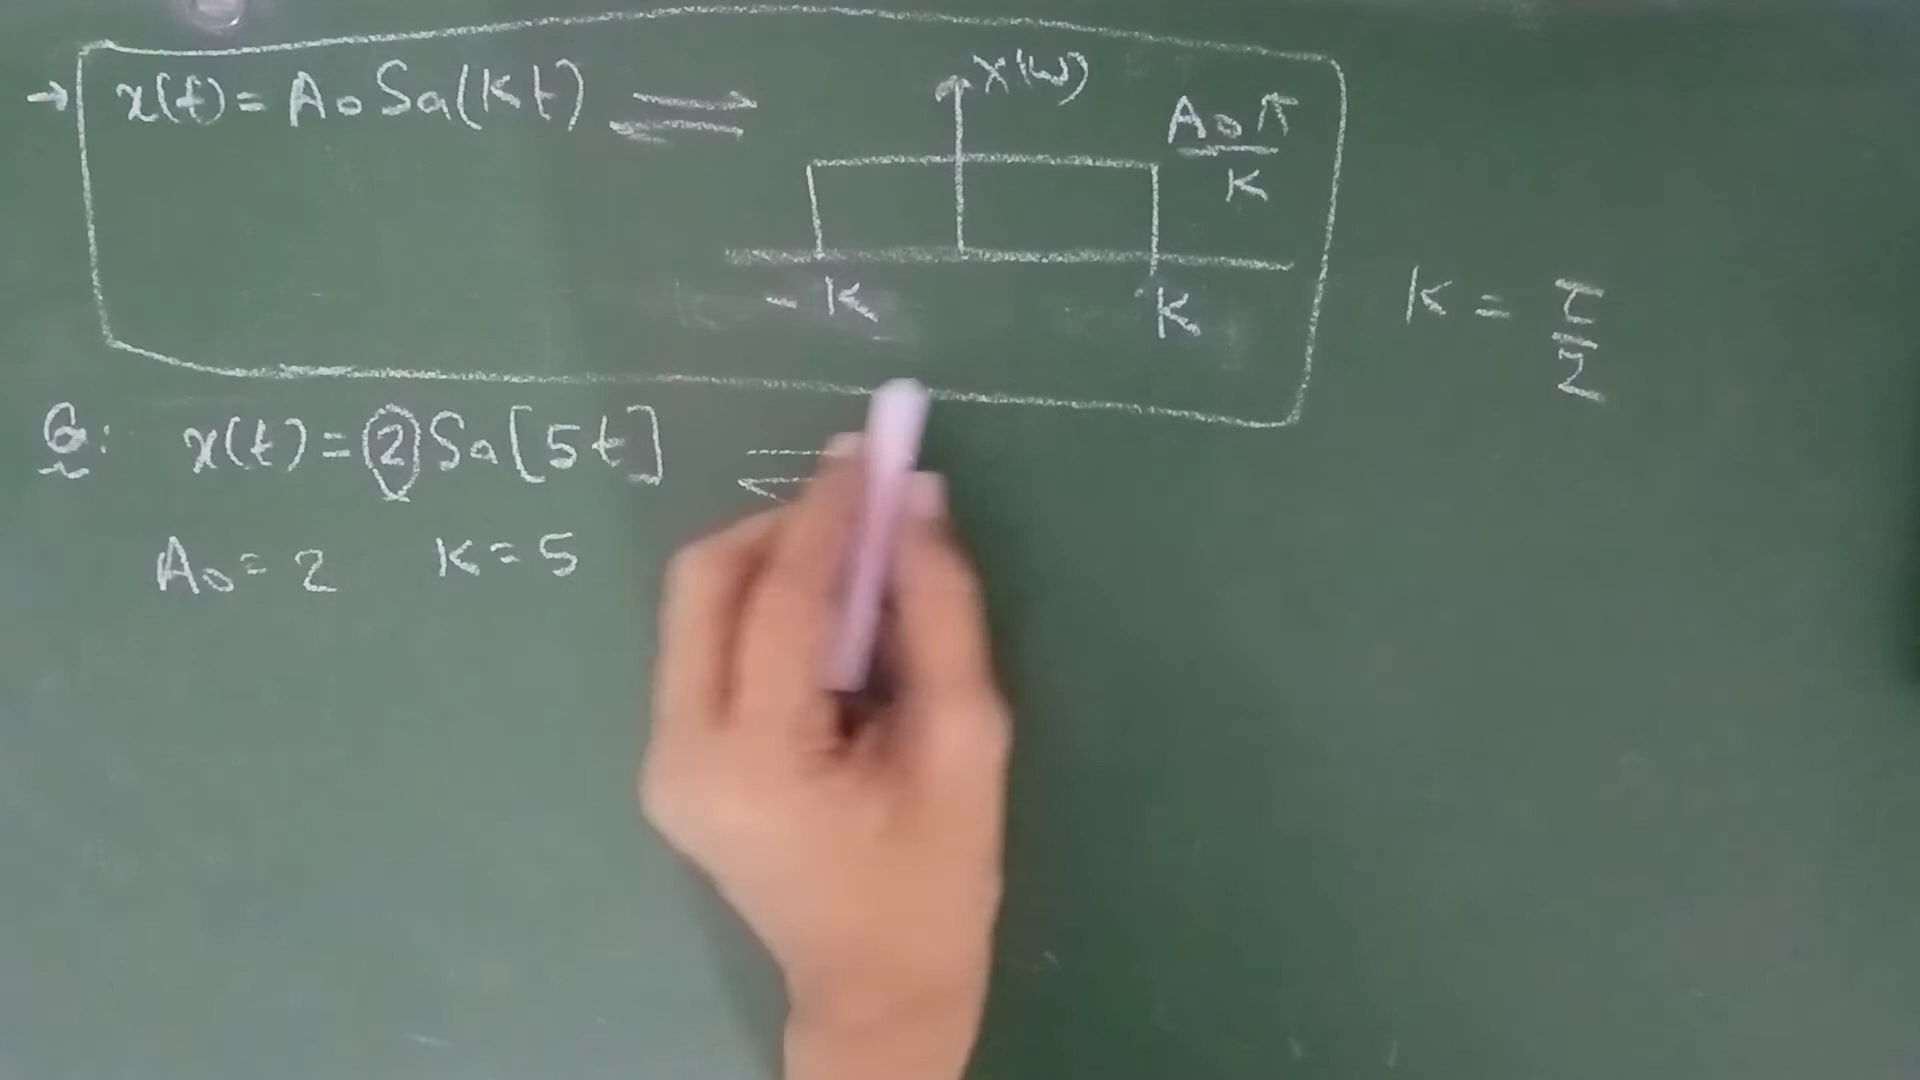 → x(t) = A₀ Sa(kt) ⇌ X(ω)
A₀π/K
-K K
K = τ/2
Q: x(t) = 2 Sa[5t]
A₀ = 2 K = 5